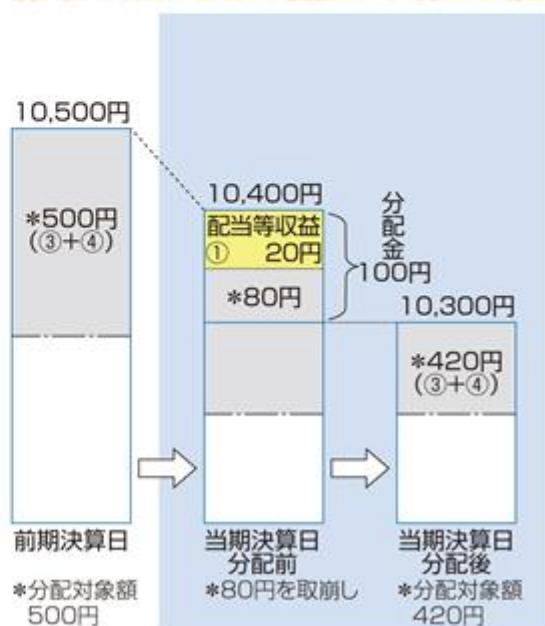 10,500円
*500円
(③+④)
前期決算日
*分配対象額
500円
10,400円
配当等収益
① 20円
*80円
分配金
100円
当期決算日
分配前
*80円を取崩し
10,300円
*420円
(③+④)
当期決算日
分配後
*分配対象額
420円